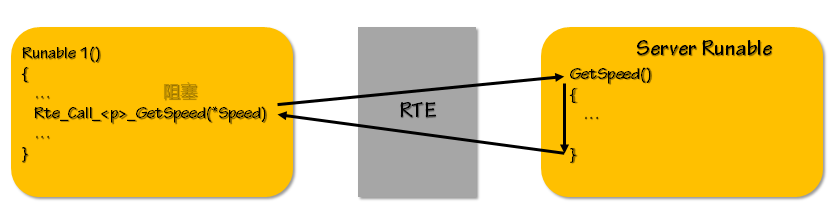 Runable 1()
{
...
阻塞
Rte_Call_<p>_GetSpeed(*Speed)
...
}
RTE
Server Runable
GetSpeed()
{
...
}